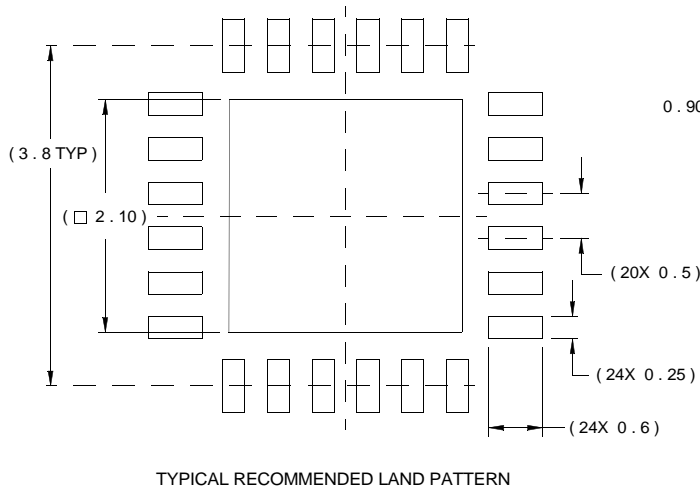 0.90
(3.8 TYP)
(□ 2.10)
(20X 0.5)
(24X 0.25)
(24X 0.6)
TYPICAL RECOMMENDED LAND PATTERN